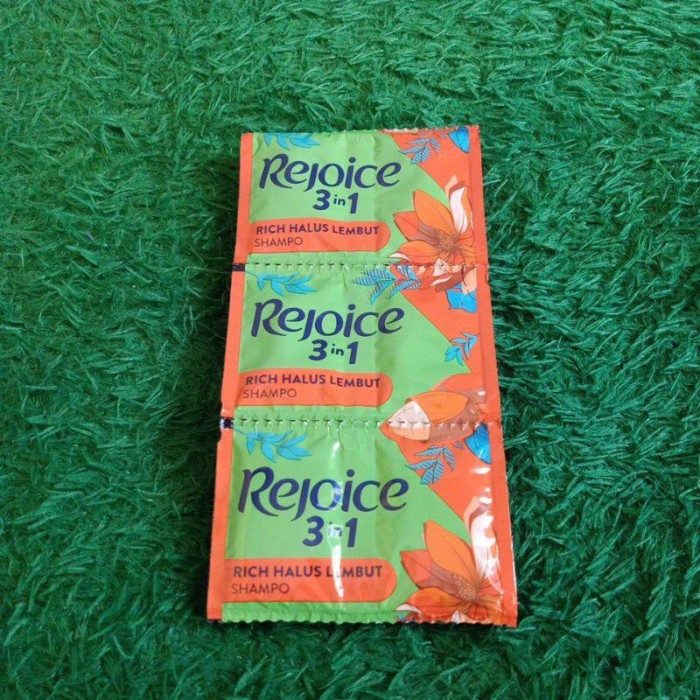 Rejoice
3 in 1
RICH HALUS LEMBUT
SHAMPO
Rejoice
3 in 1
RICH HALUS LEMBUT
SHAMPO
Rejoice
3 in 1
RICH HALUS LEMBUT
SHAMPO